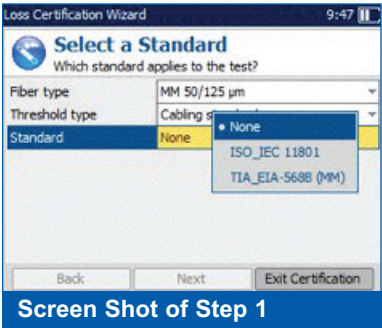 Loss Certification Wizard 9:47
Select a Standard
Which standard applies to the test?
Fiber type MM 50/125 µm
Threshold type Cabling
Standard None
• None
ISO_IEC 11801
TIA_EIA-568B (MM)
Back Next Exit Certification
Screen Shot of Step 1